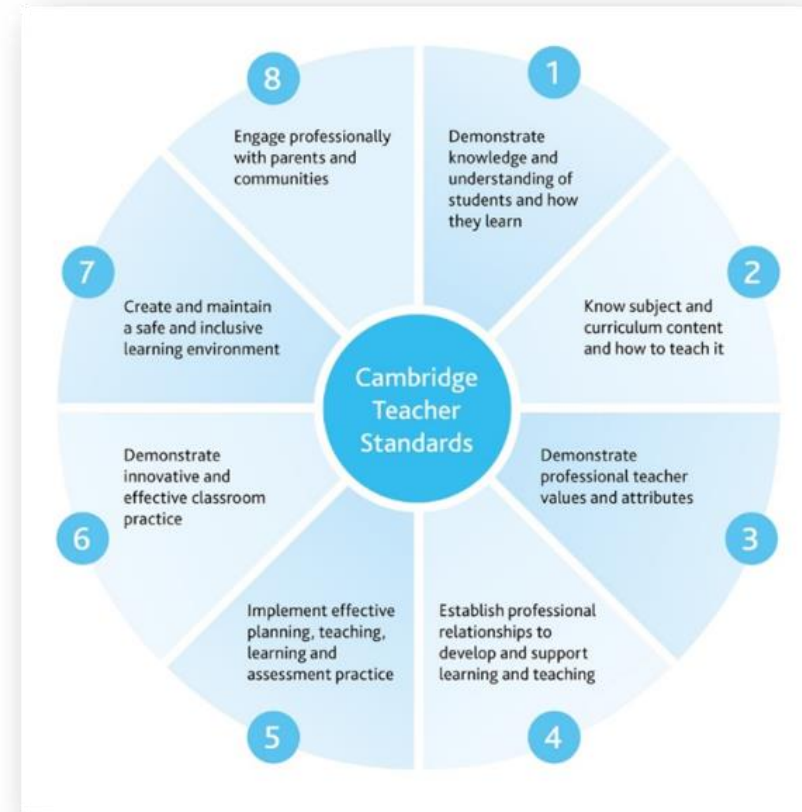 1
Demonstrate
knowledge and
understanding of
students and how
they learn
2
Know subject and
curriculum content
and how to teach it
3
Demonstrate
professional teacher
values and attributes
4
Establish professional
relationships to
develop and support
learning and teaching
5
Implement effective
planning, teaching,
learning and
assessment practice
6
Demonstrate
innovative and
effective classroom
practice
7
Create and maintain
a safe and inclusive
learning environment
8
Engage professionally
with parents and
communities
Cambridge
Teacher
Standards